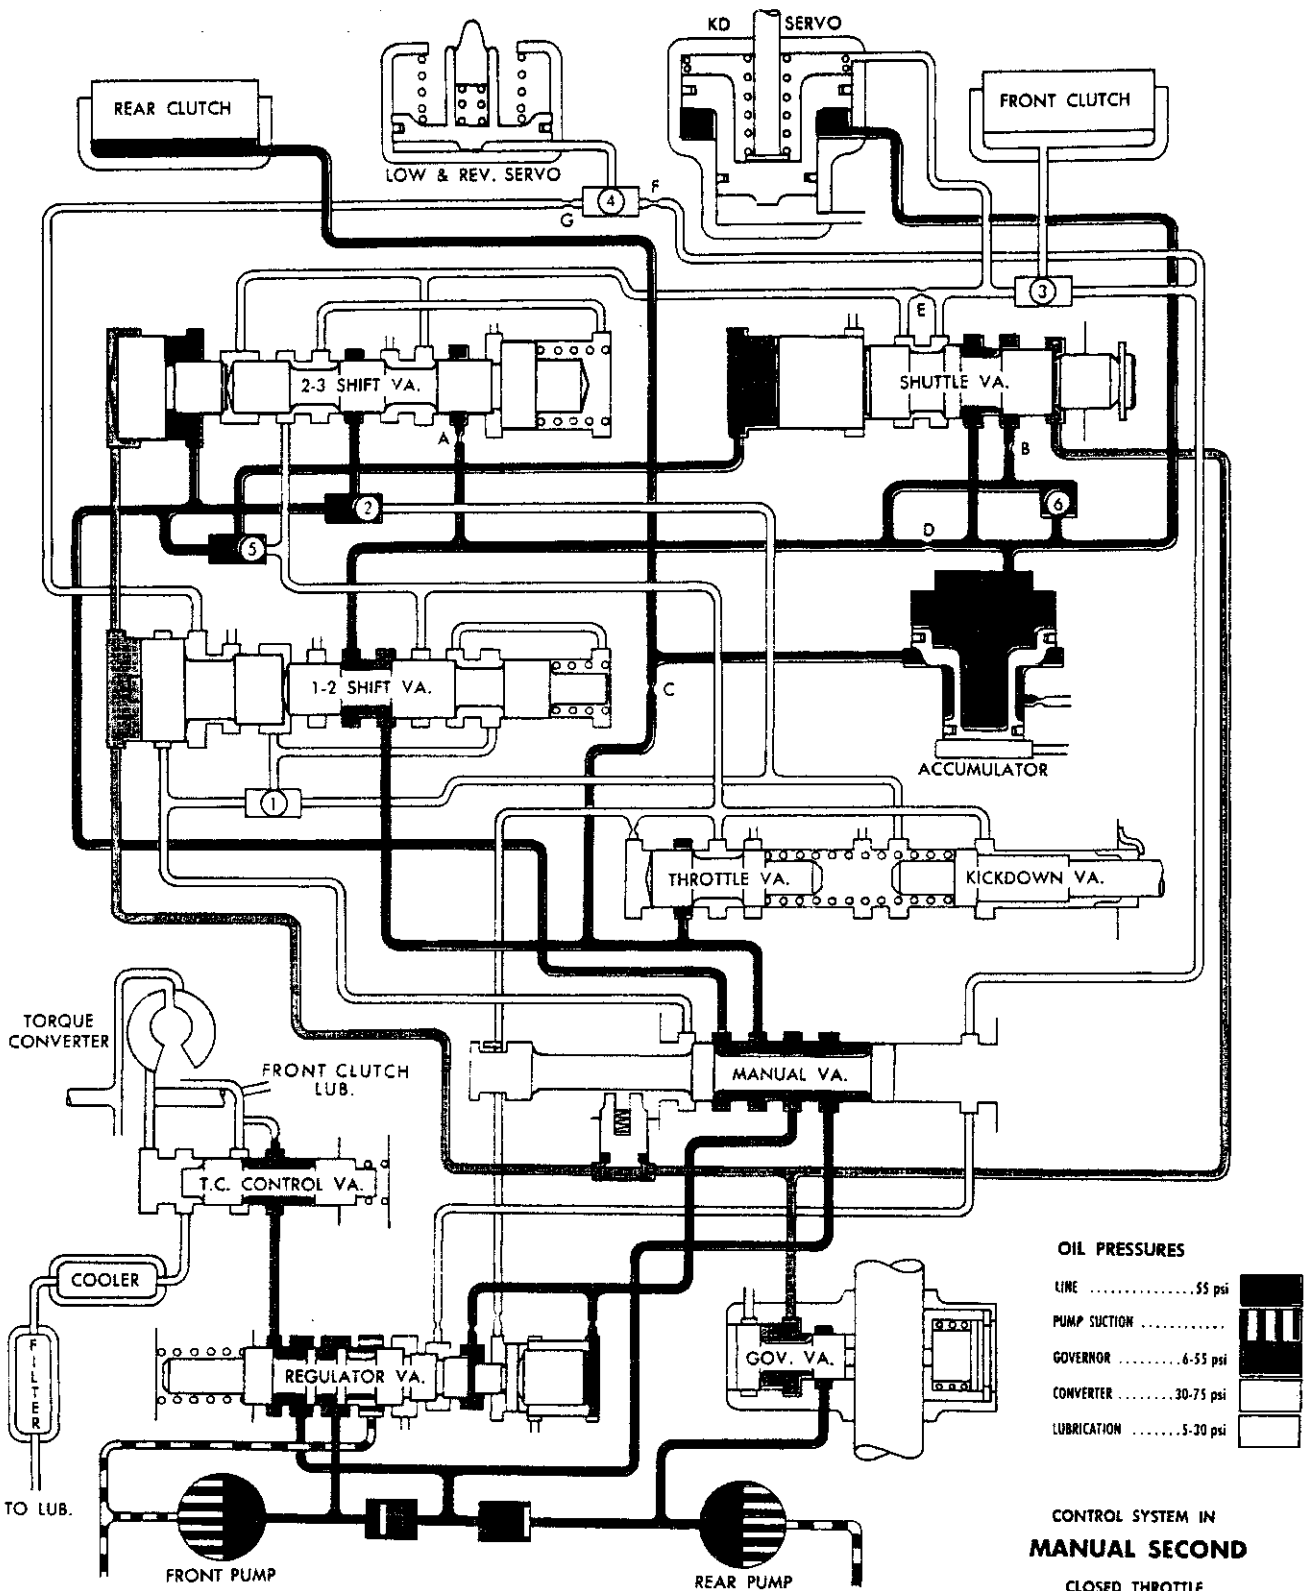 KD SERVO
REAR CLUTCH
FRONT CLUTCH
LOW & REV. SERVO
4
F
G
3
E
2-3 SHIFT VA.
SHUTTLE VA.
A
B
2
6
5
D
1-2 SHIFT VA.
C
ACCUMULATOR
1
THROTTLE VA.
KICKDOWN VA.
TORQUE
CONVERTER
FRONT CLUTCH
LUB.
MANUAL VA.
T.C. CONTROL VA.
COOLER
FILTER
TO LUB.
REGULATOR VA.
GOV. VA.
OIL PRESSURES
LINE ..............55 psi
PUMP SUCTION ...........
GOVERNOR .........6-55 psi
CONVERTER ........30-75 psi
LUBRICATION .......5-30 psi
FRONT PUMP
REAR PUMP
CONTROL SYSTEM IN
MANUAL SECOND
CLOSED THROTTLE